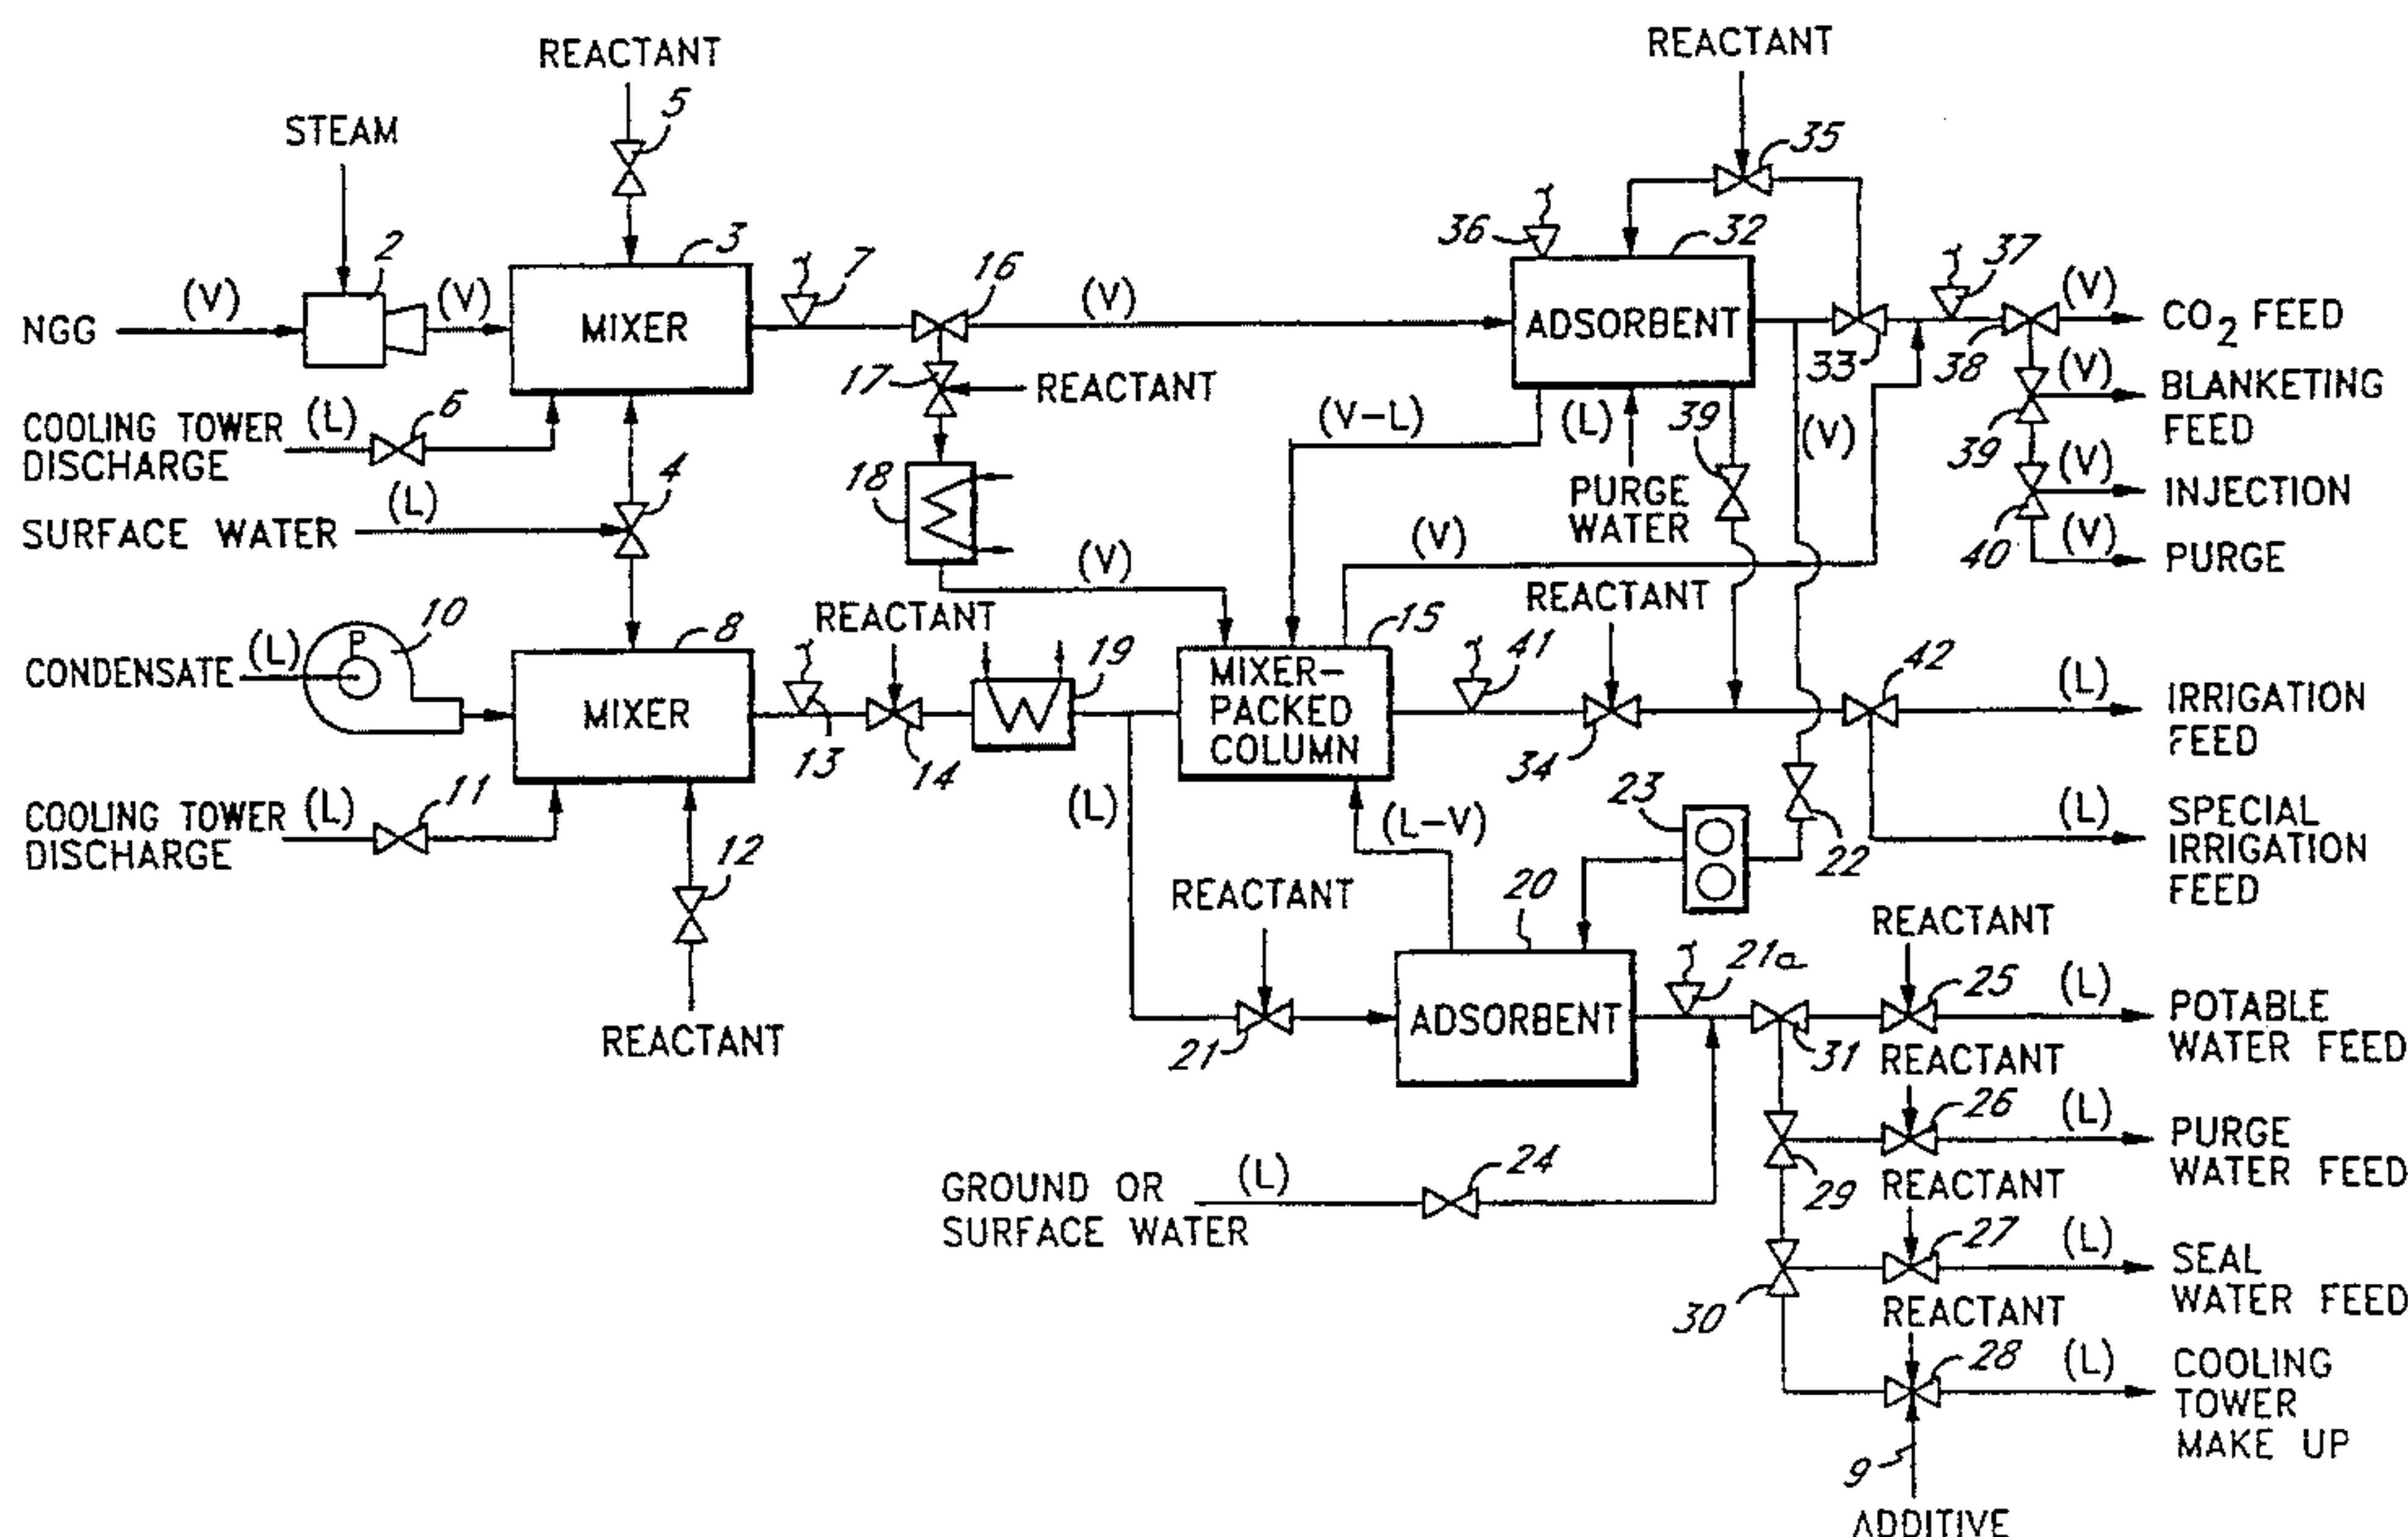 REACTANT
REACTANT
5
STEAM
35
2
3
7
16
36
32
37
(V)
(V)
(V)
(V)
NGG
MIXER
ADSORBENT
CO2 FEED
33
38
17
REACTANT
(V)
BLANKETING
FEED
COOLING TOWER
DISCHARGE
(L)
6
(V-L)
(L)
39
(V)
39
4
18
PURGE
WATER
(V)
INJECTION
SURFACE WATER
(L)
(V)
(V)
40
(V)
PURGE
10
P
REACTANT
REACTANT
8
15
CONDENSATE
(L)
19
41
42
(L)
MIXER
MIXER-
PACKED
COLUMN
IRRIGATION
FEED
13
14
34
COOLING TOWER
DISCHARGE
(L)
11
(L)
(L-V)
23
22
(L)
SPECIAL
IRRIGATION
FEED
12
REACTANT
20
REACTANT
21a
25
(L)
REACTANT
21
ADSORBENT
31
POTABLE
WATER FEED
REACTANT
26
(L)
PURGE
WATER FEED
GROUND OR
SURFACE WATER
(L)
24
29
REACTANT
27
(L)
SEAL
WATER FEED
30
REACTANT
28
(L)
COOLING
TOWER
MAKE UP
9
ADDITIVE